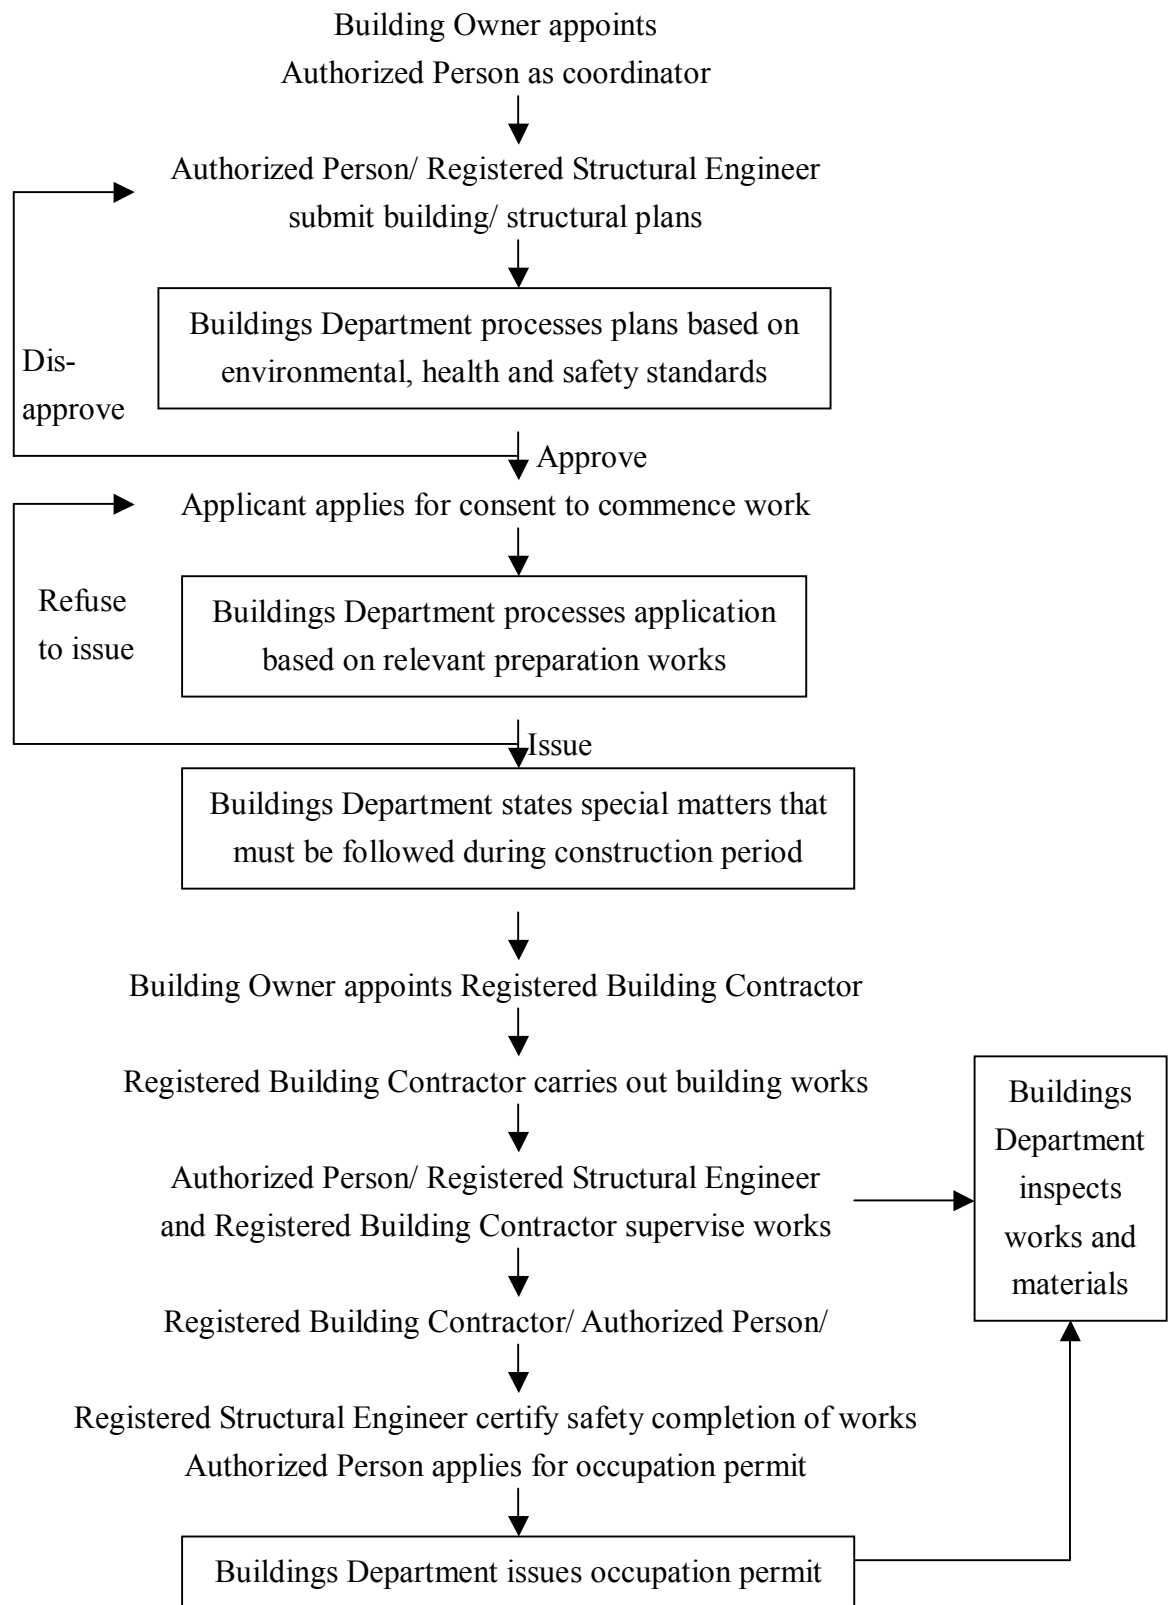 Building Owner appoints
Authorized Person as coordinator
Authorized Person/ Registered Structural Engineer
submit building/ structural plans
Buildings Department processes plans based on
environmental, health and safety standards
Dis-
approve
Approve
Applicant applies for consent to commence work
Refuse
to issue
Buildings Department processes application
based on relevant preparation works
Issue
Buildings Department states special matters that
must be followed during construction period
Building Owner appoints Registered Building Contractor
Registered Building Contractor carries out building works
Authorized Person/ Registered Structural Engineer
and Registered Building Contractor supervise works
Buildings
Department
inspects
works and
materials
Registered Building Contractor/ Authorized Person/
Registered Structural Engineer certify safety completion of works
Authorized Person applies for occupation permit
Buildings Department issues occupation permit